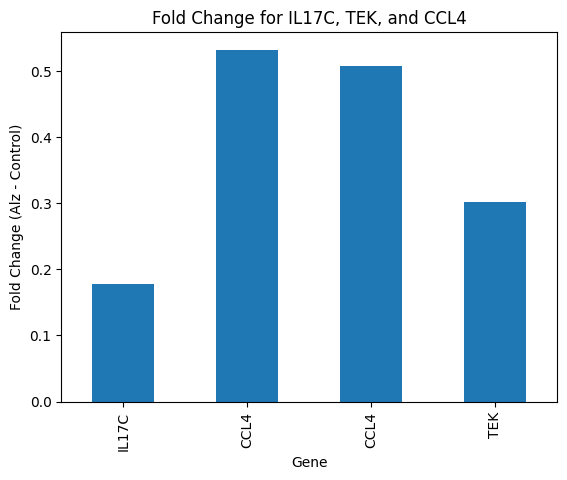 Fold Change for IL17C, TEK, and CCL4
Fold Change (Alz - Control)
0.5
0.4
0.3
0.2
0.1
0.0
IL17C
CCL4
CCL4
TEK
Gene